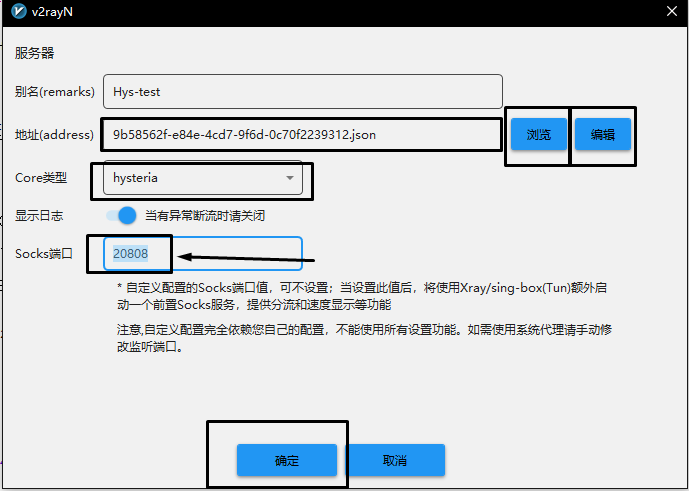 v2rayN
服务器
别名(remarks) Hys-test
地址(address) 9b58562f-e84e-4cd7-9f6d-0c70f2239312.json 浏览 编辑
Core类型 hysteria
显示日志 当有异常断流时请关闭
Socks端口 20808
* 自定义配置的Socks端口值，可不设置；当设置此值后，将使用Xray/sing-box(Tun)额外启
动一个前置Socks服务，提供分流和速度显示等功能
注意,自定义配置完全依赖您自己的配置，不能使用所有设置功能。如需使用系统代理请手动修
改监听端口。
确定 取消